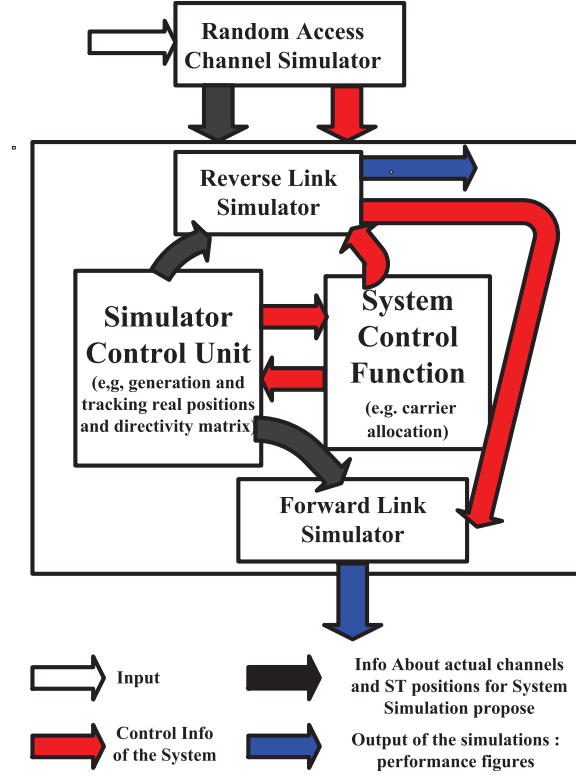 Random Access
Channel Simulator
Reverse Link
Simulator
Simulator
Control Unit
(e,g, generation and
tracking real positions
and directivity matrix)
System
Control
Function
(e.g. carrier
allocation)
Forward Link
Simulator
Input
Info About actual channels
and ST positions for System
Simulation propose
Control Info
of the System
Output of the simulations :
performance figures